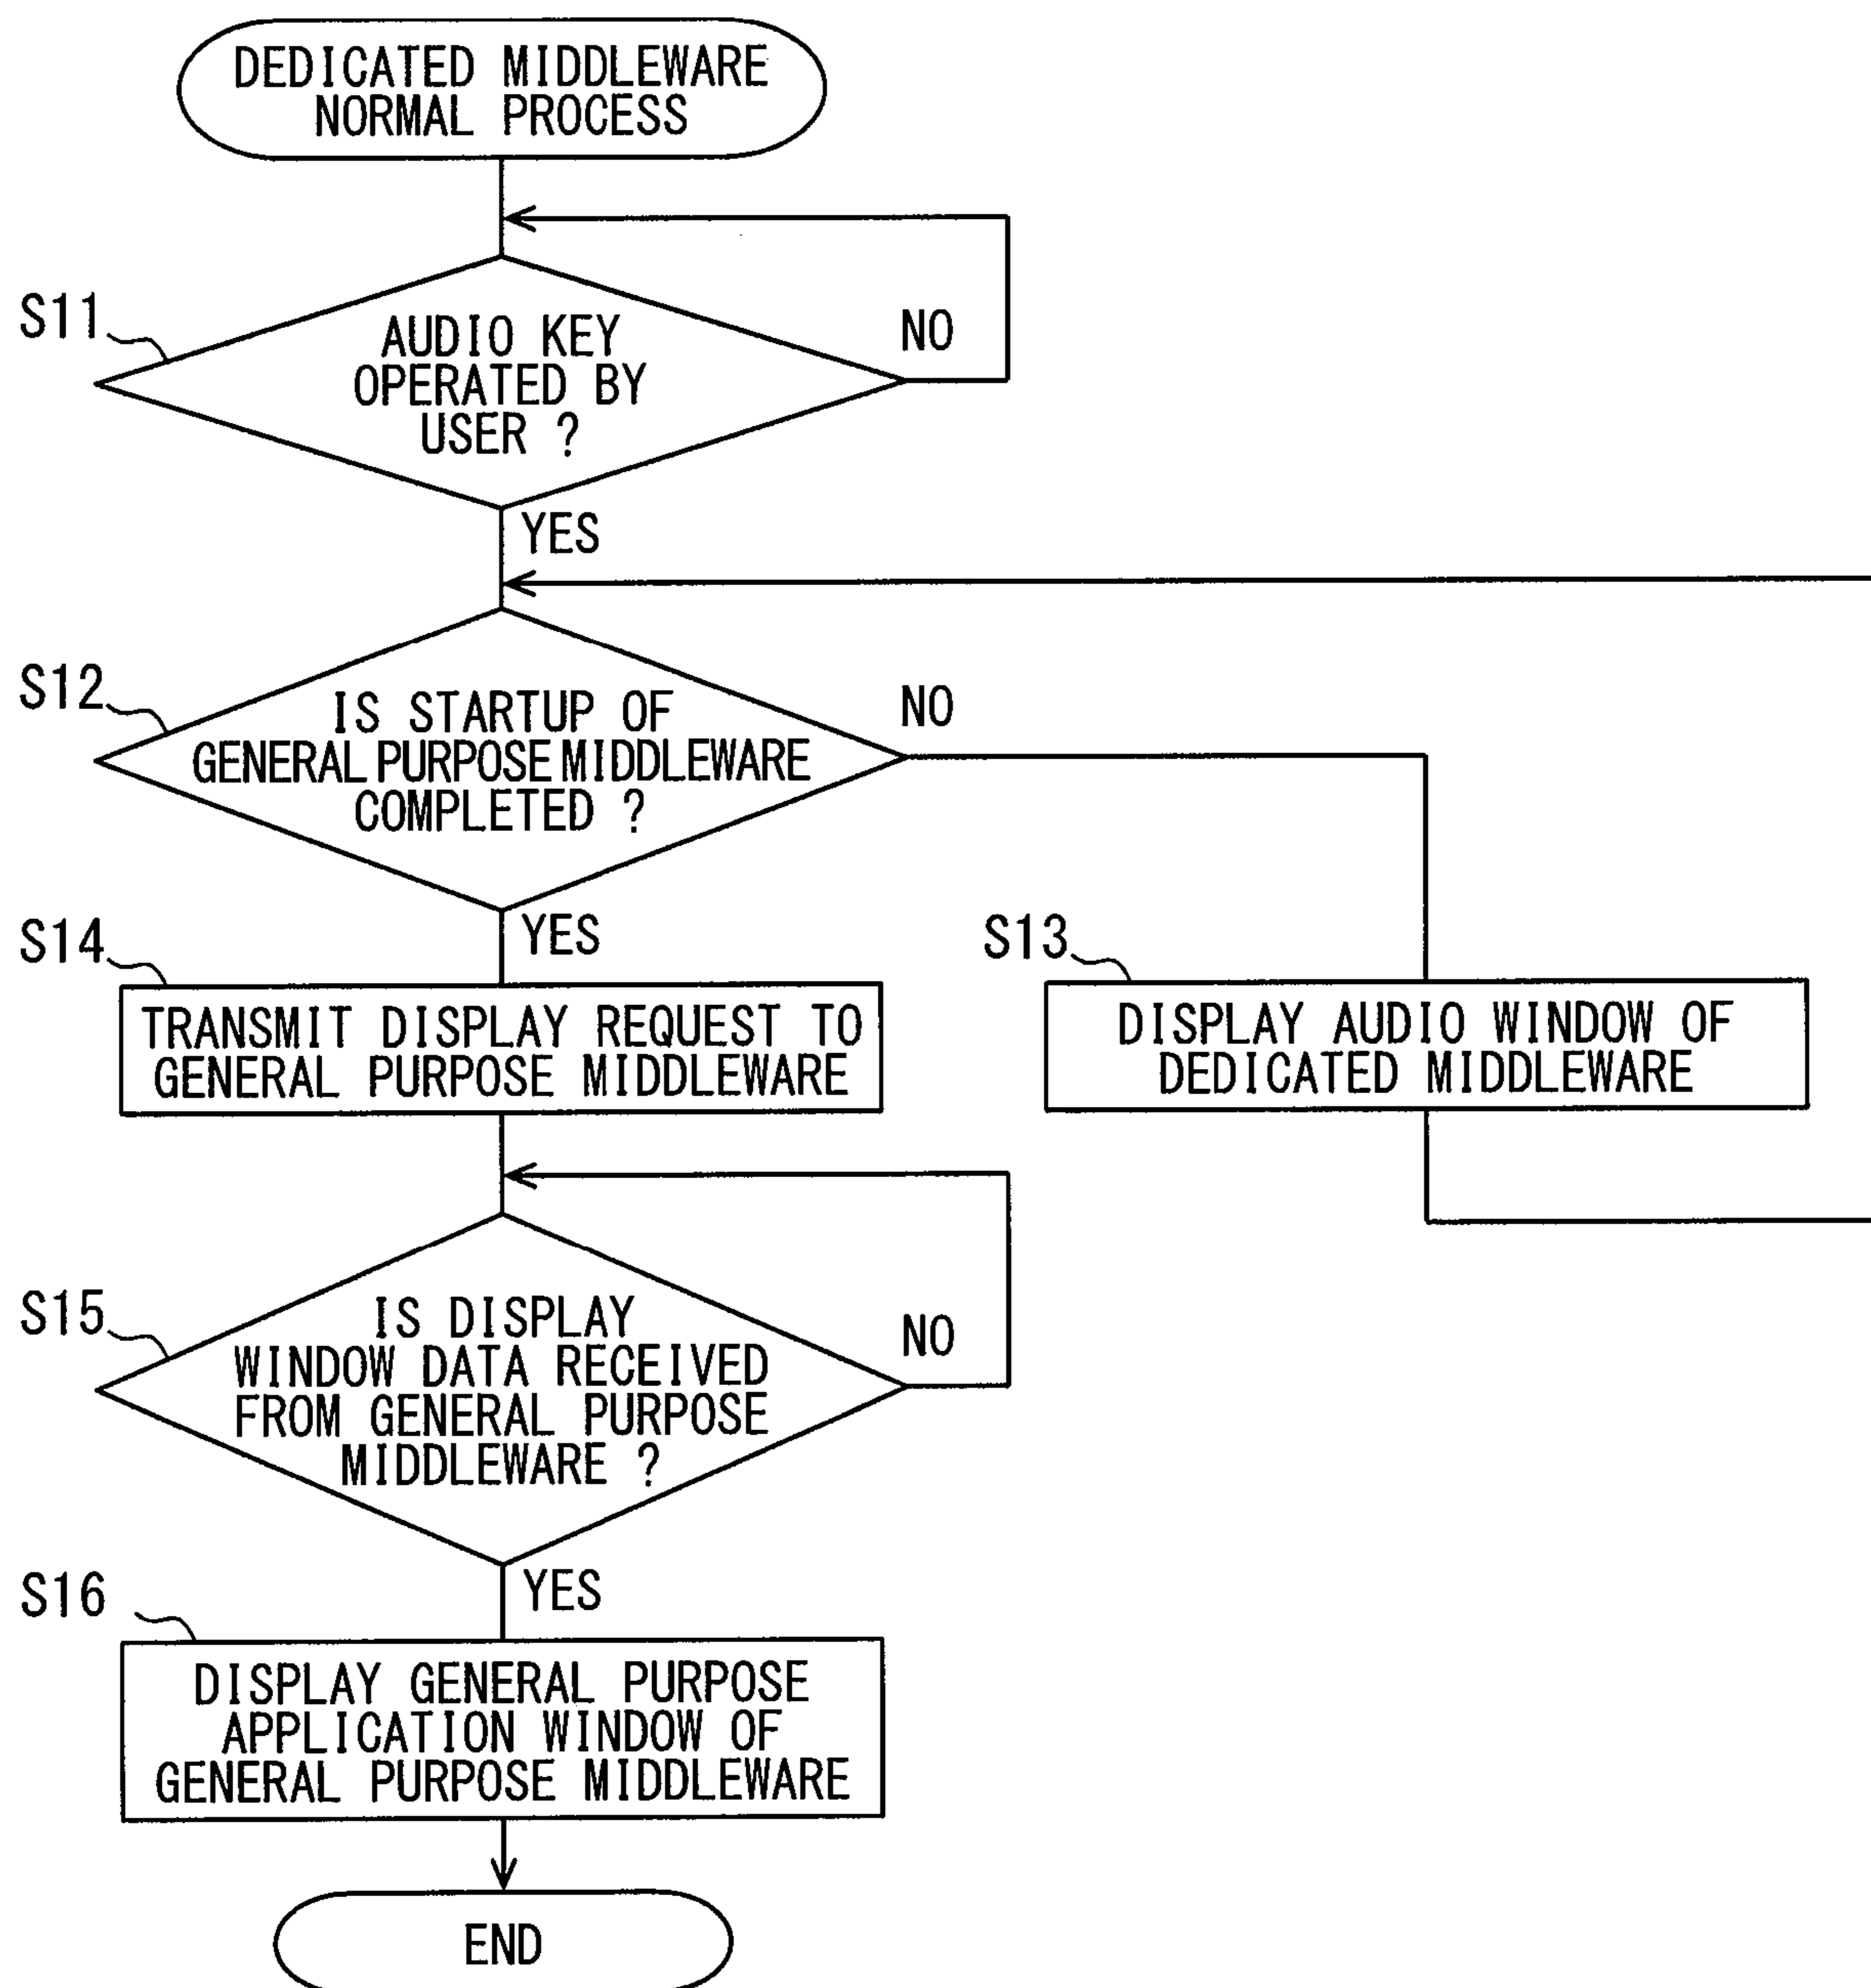 DEDICATED MIDDLEWARE
NORMAL PROCESS
S11
AUDIO KEY
OPERATED BY
USER ?
NO
YES
S12
IS STARTUP OF
GENERAL PURPOSE MIDDLEWARE
COMPLETED ?
NO
YES
S14
TRANSMIT DISPLAY REQUEST TO
GENERAL PURPOSE MIDDLEWARE
S13
DISPLAY AUDIO WINDOW OF
DEDICATED MIDDLEWARE
S15
IS DISPLAY
WINDOW DATA RECEIVED
FROM GENERAL PURPOSE
MIDDLEWARE ?
NO
YES
S16
DISPLAY GENERAL PURPOSE
APPLICATION WINDOW OF
GENERAL PURPOSE MIDDLEWARE
END